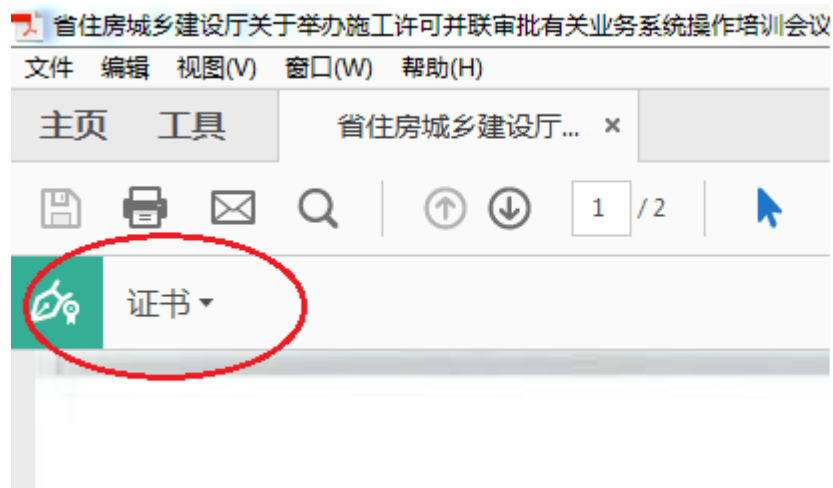 省住房城乡建设厅关于举办施工许可并联审批有关业务系统操作培训会议
文件 编辑 视图(V) 窗口(W) 帮助(H)
主页 工具 省住房城乡建设厅... ×
1 / 2
证书